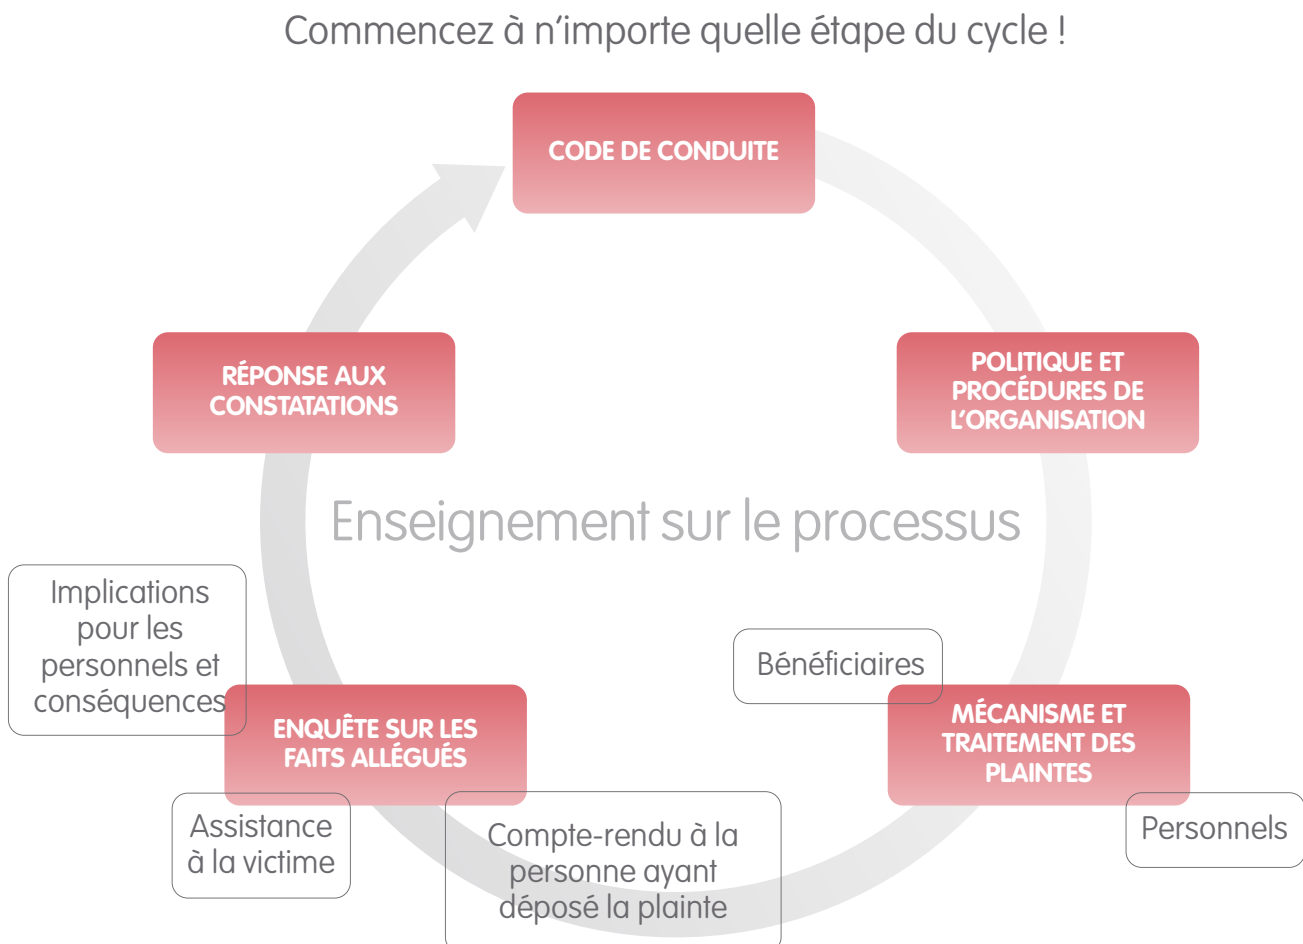 Commencez à n’importe quelle étape du cycle !
CODE DE CONDUITE
RÉPONSE AUX
CONSTATATIONS
POLITIQUE ET
PROCÉDURES DE
L’ORGANISATION
Enseignement sur le processus
Implications
pour les
personnels et
conséquences
Bénéficiaires
ENQUÊTE SUR LES
FAITS ALLÉGUÉS
MÉCANISME ET
TRAITEMENT DES
PLAINTES
Assistance
à la victime
Compte-rendu à la
personne ayant
déposé la plainte
Personnels